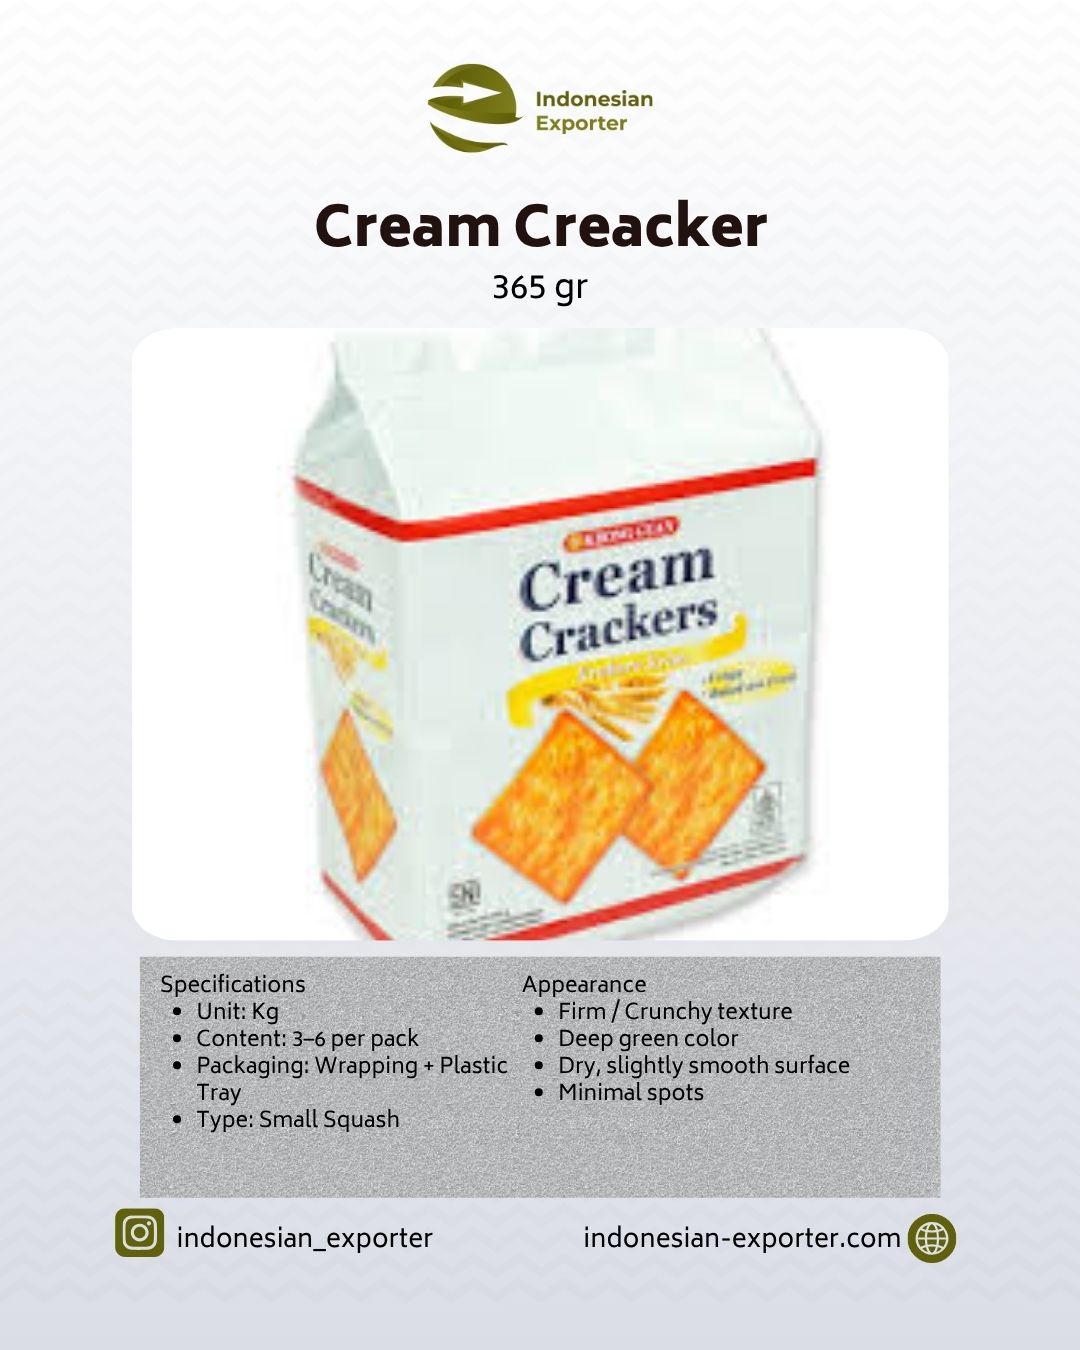 Indonesian
Exporter
Cream Creacker
365 gr
Cream
Crackers
Cream
Crackers
Specifications
• Unit: Kg
• Content: 3–6 per pack
• Packaging: Wrapping + Plastic
Tray
• Type: Small Squash
Appearance
• Firm / Crunchy texture
• Deep green color
• Dry, slightly smooth surface
• Minimal spots
indonesian_exporter
indonesian-exporter.com